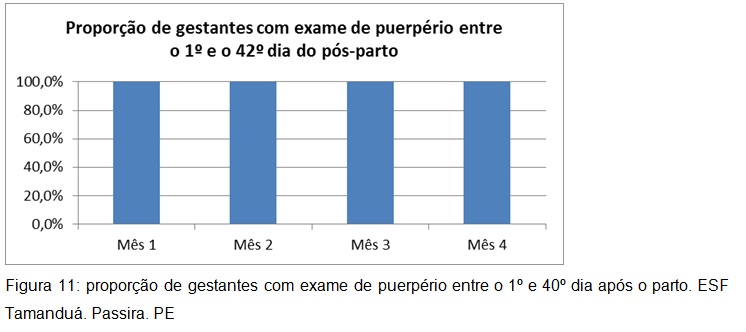 Proporção de gestantes com exame de puerpério entre
o 1º e o 42º dia do pós-parto
100,0%
80,0%
60,0%
40,0%
20,0%
0,0%
Mês 1 Mês 2 Mês 3 Mês 4
Figura 11: proporção de gestantes com exame de puerpério entre o 1º e 40º dia após o parto. ESF
Tamanduá. Passira. PE